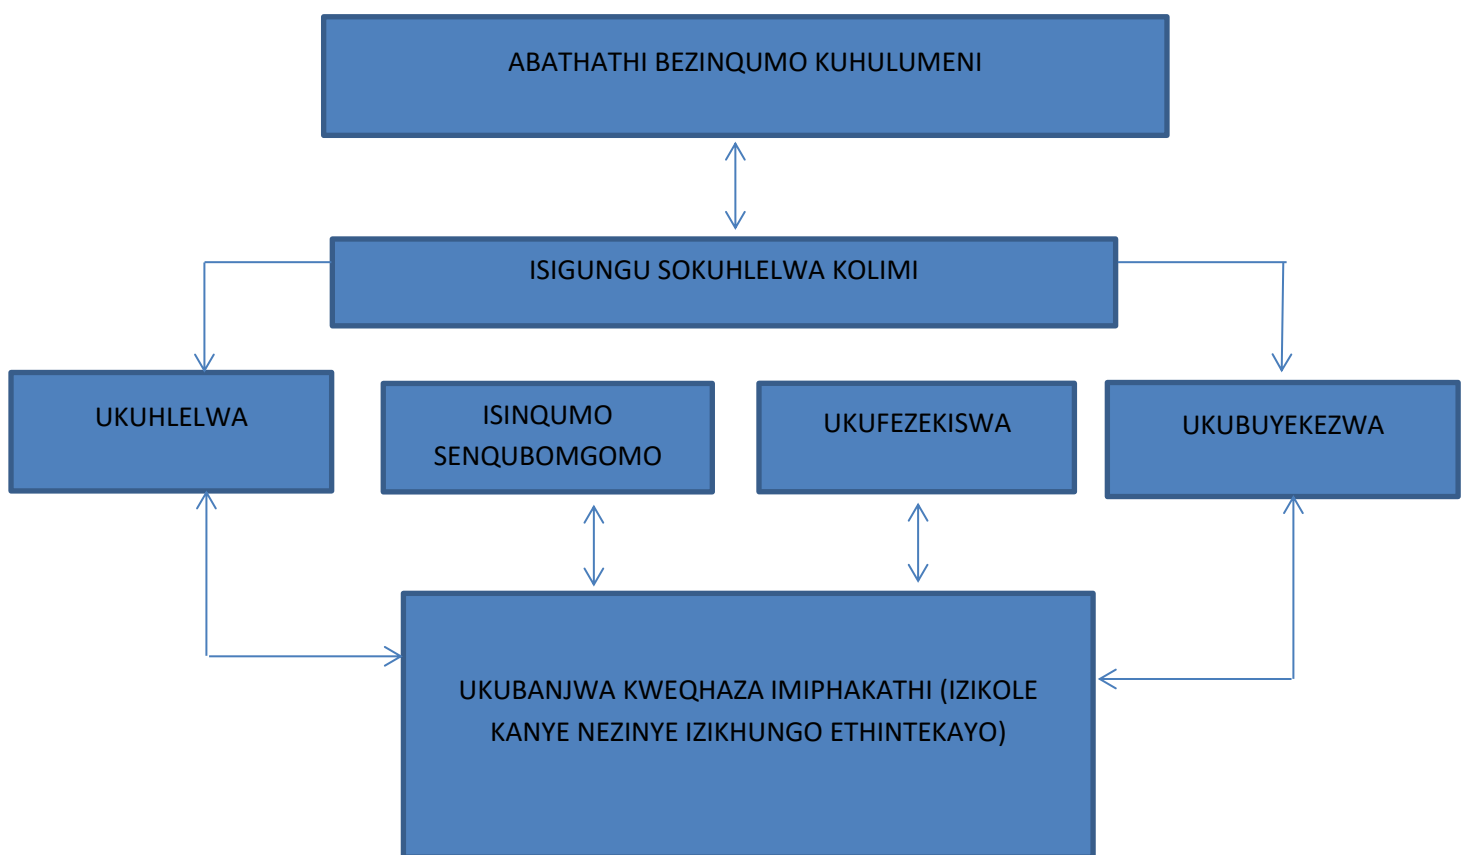 ABATHATHI BEZINQUMO KUHULUMENI
ISIGUNGU SOKUHLELWA KOLIMI
UKUHLELWA
ISINQUMO
SENQUBOMGOMO
UKUFEZEKISWA
UKUBUYEKEZWA
UKUBANJWA KWEQHAZA IMIPHAKATHI (IZIKOLE
KANYE NEZINYE IZIKHUNGO ETHINTEKAYO)